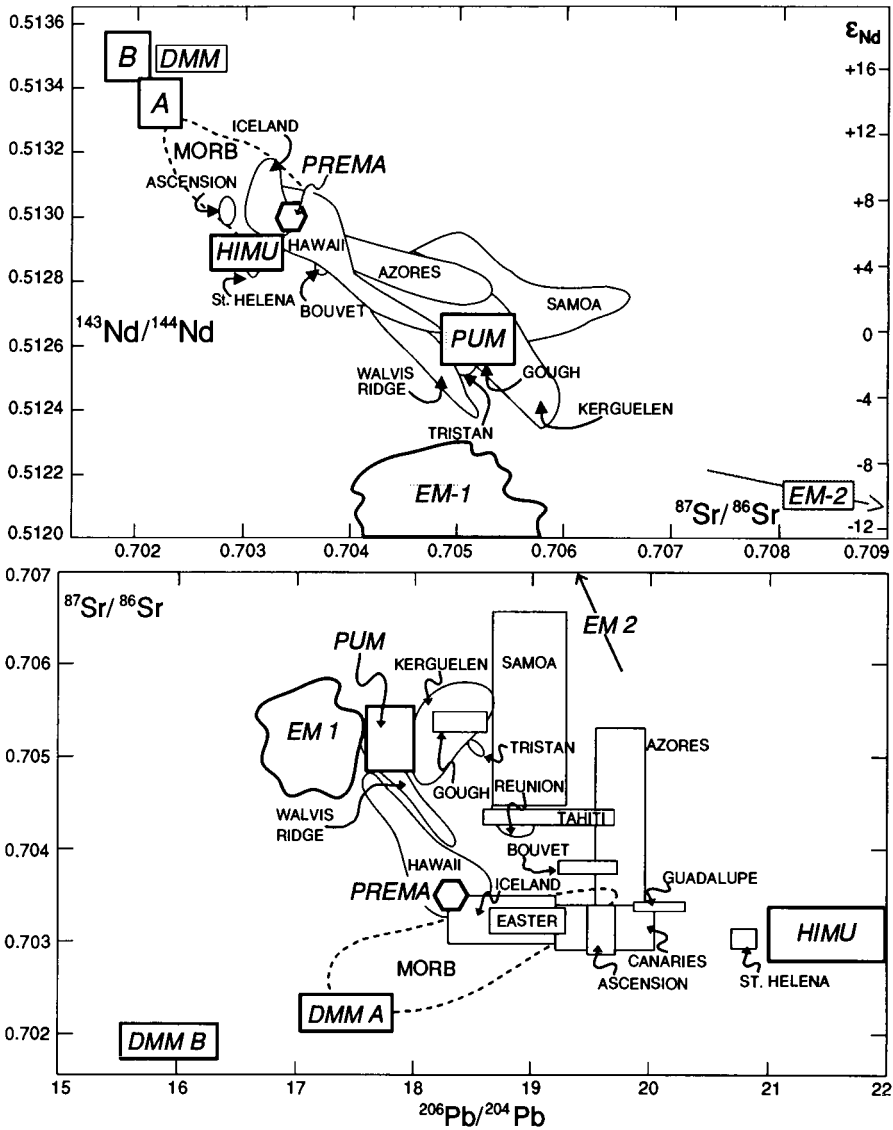 0.5136
0.5134
0.5132
0.5130
0.5128
0.5126
0.5124
0.5122
0.5120
B
DMM
A
εNd
+16
+12
+8
+4
0
-4
-8
-12
ICELAND
MORB
PREMA
ASCENSION
HIMU
HAWAII
AZORES
St. HELENA
BOUVET
SAMOA
143Nd/144Nd
PUM
WALVIS
RIDGE
GOUGH
KERGUELEN
TRISTAN
EM-1
EM-2
87Sr/86Sr
0.702
0.703
0.704
0.705
0.706
0.707
0.708
0.709
0.707
0.706
0.705
0.704
0.703
0.702
87Sr/86Sr
EM 2
PUM
KERGUELEN
SAMOA
EM 1
TRISTAN
AZORES
GOUGH
REUNION
WALVIS
RIDGE
TAHITI
BOUVET
HAWAII
GUADALUPE
PREMA
ICELAND
EASTER
HIMU
MORB
CANARIES
ASCENSION
ST. HELENA
DMM A
DMM B
15
16
17
18
19
20
21
22
206Pb/204Pb